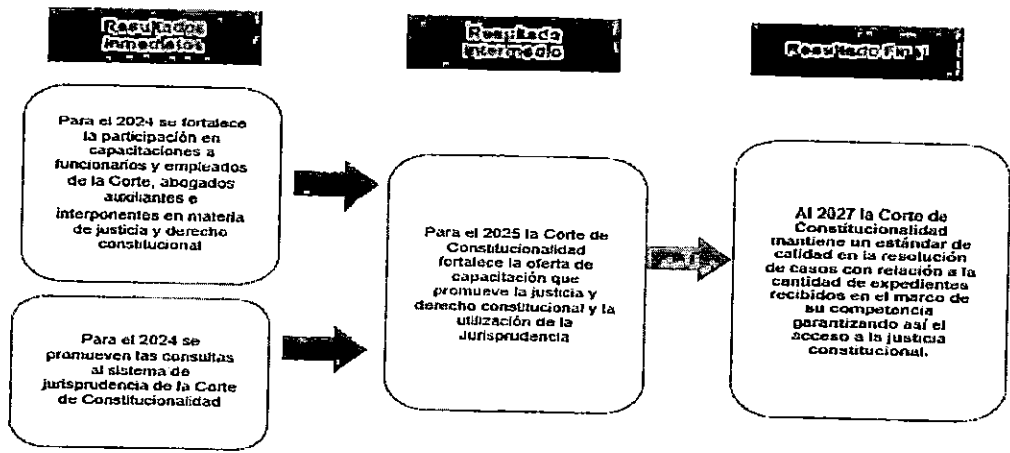 Resultados
inmediatos
Para el 2024 se fortalece
la participación en
capacitaciones a
funcionarios y empleados
de la Corte, abogados
auxiliantes e
interponentes en materia
de justicia y derecho
constitucional
Para el 2024 se
promueven las consultas
al sistema de
jurisprudencia de la Corte
de Constitucionalidad
Resultado
intermedio
Para el 2025 la Corte de
Constitucionalidad
fortalece la oferta de
capacitación que
promueve la justicia y
derecho constitucional y la
utilización de la
Jurisprudencia
Resultado Final
Al 2027 la Corte de
Constitucionalidad
mantiene un estándar de
calidad en la resolución
de casos con relación a la
cantidad de expedientes
recibidos en el marco de
su competencia
garantizando así el
acceso a la justicia
constitucional.